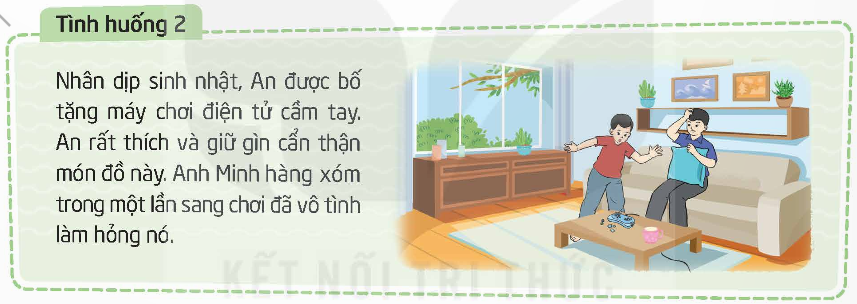 Tình huống 2
Nhân dịp sinh nhật, An được bố
tặng máy chơi điện tử cầm tay.
An rất thích và giữ gìn cẩn thận
món đồ này. Anh Minh hàng xóm
trong một lần sang chơi đã vô tình
làm hỏng nó.
KẾT NỐI TRI THỨC